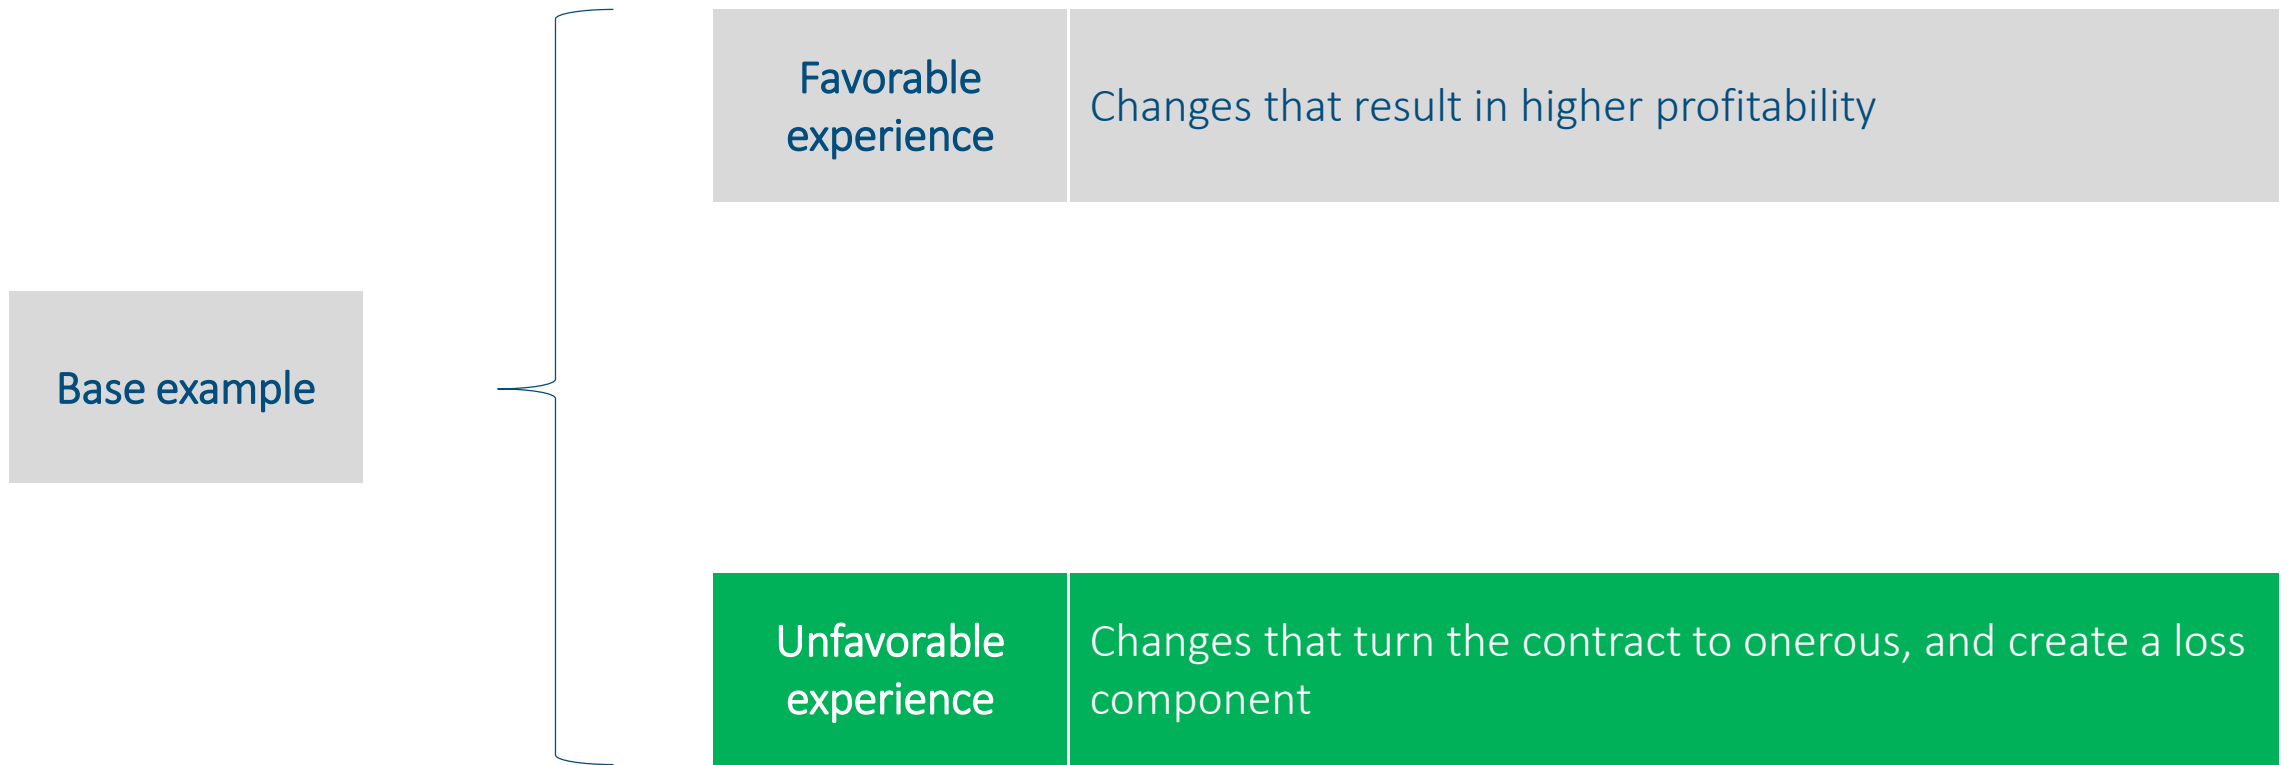 Favorable
experience
Changes that result in higher profitability
Base example
Unfavorable
experience
Changes that turn the contract to onerous, and create a loss
component